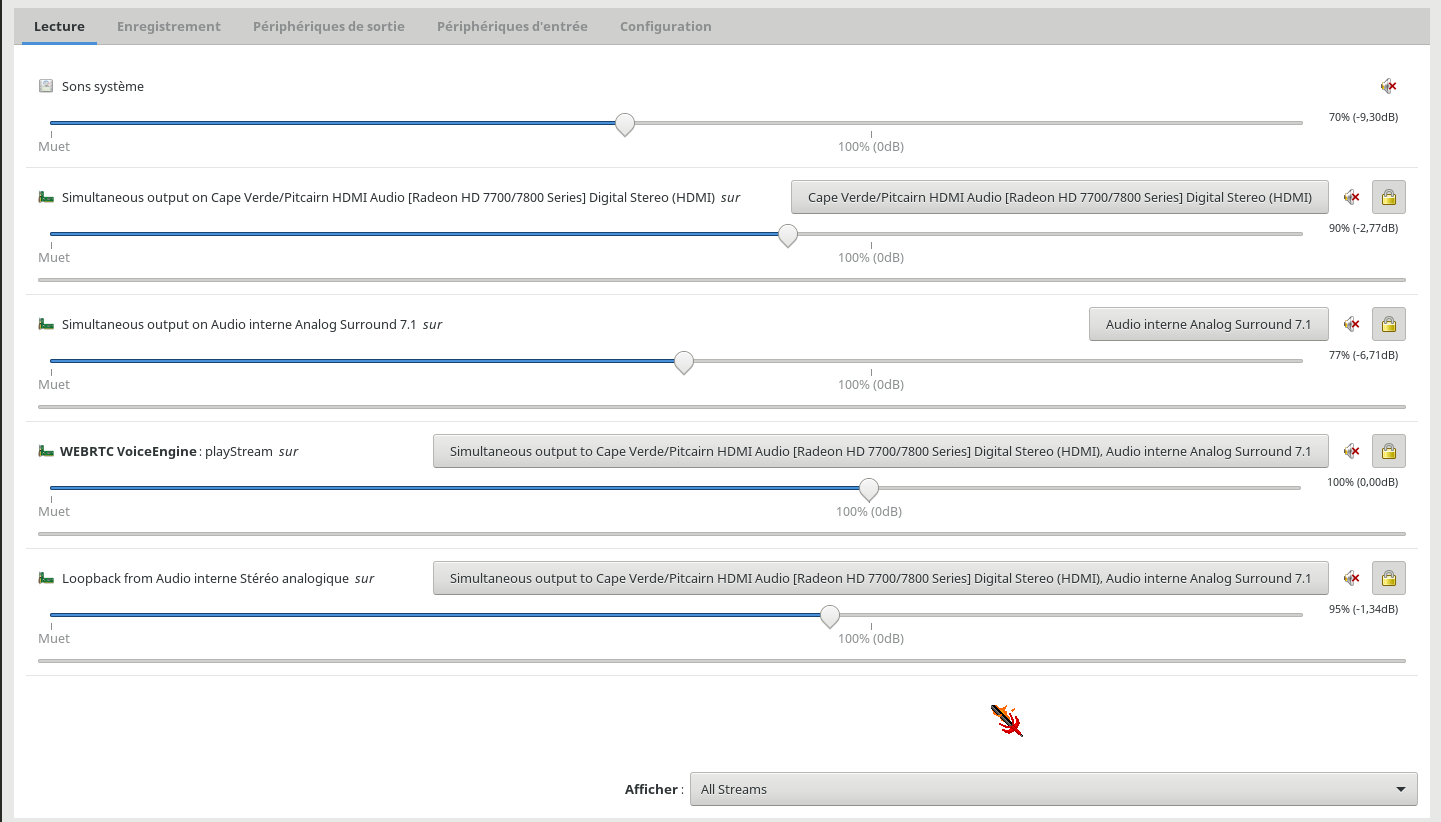 Lecture Enregistrement Périphériques de sortie Périphériques d'entrée Configuration
Sons système
70% (-9,30dB)
Muet 100% (0dB)
Simultaneous output on Cape Verde/Pitcairn HDMI Audio [Radeon HD 7700/7800 Series] Digital Stereo (HDMI) sur Cape Verde/Pitcairn HDMI Audio [Radeon HD 7700/7800 Series] Digital Stereo (HDMI)
90% (-2,77dB)
Muet 100% (0dB)
Simultaneous output on Audio interne Analog Surround 7.1 sur Audio interne Analog Surround 7.1
77% (-6,71dB)
Muet 100% (0dB)
WEBRTC VoiceEngine : playStream sur Simultaneous output to Cape Verde/Pitcairn HDMI Audio [Radeon HD 7700/7800 Series] Digital Stereo (HDMI), Audio interne Analog Surround 7.1
100% (0,00dB)
Muet 100% (0dB)
Loopback from Audio interne Stéréo analogique sur Simultaneous output to Cape Verde/Pitcairn HDMI Audio [Radeon HD 7700/7800 Series] Digital Stereo (HDMI), Audio interne Analog Surround 7.1
95% (-1,34dB)
Muet 100% (0dB)
Afficher : All Streams